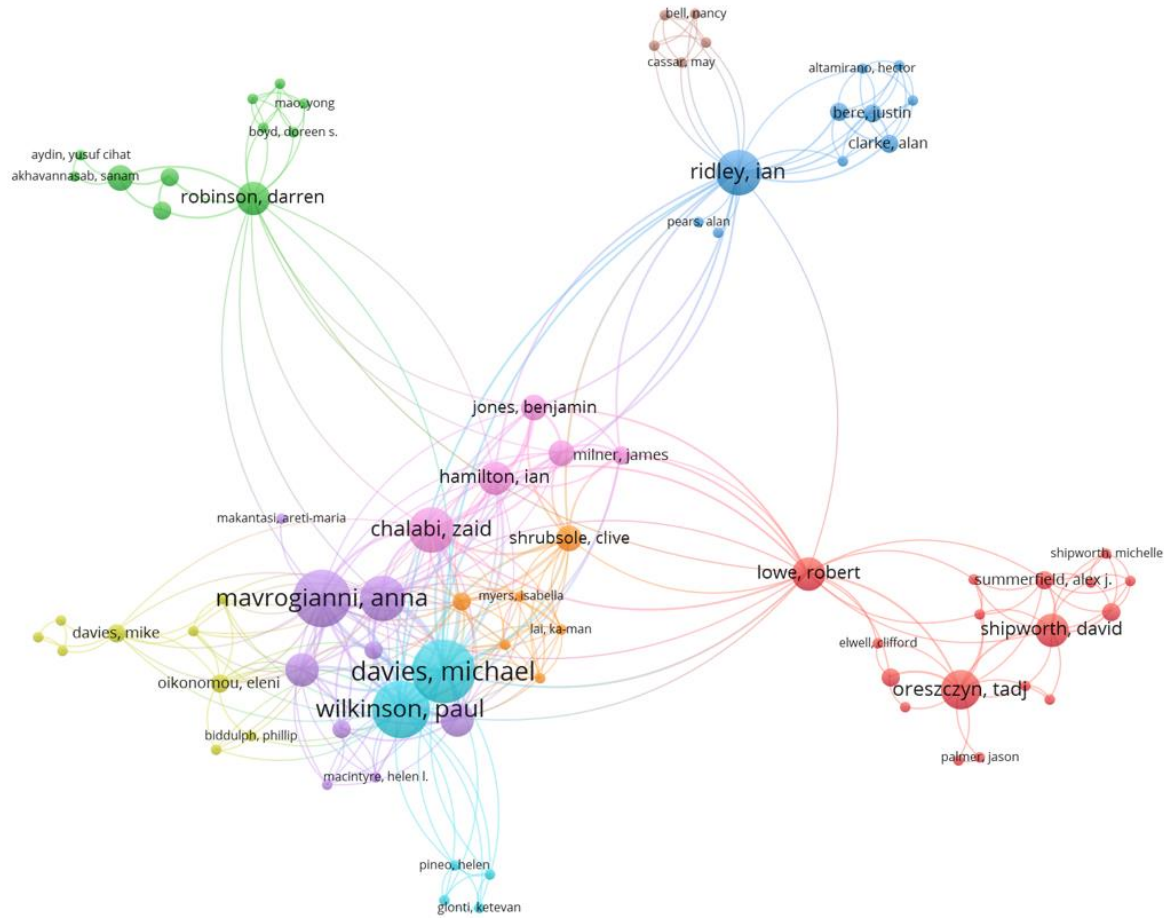 bell, nancy
cassar, may
altamirano, hector
bere, justin
clarke, alan
mao, yong
boyd, doreen s.
aydin, yusuf cihat
akhavannasab, sanam
robinson, darren
ridley, ian
pears, alan
jones, benjamin
milner, james
hamilton, ian
makantasi, areti-maria
chalabi, zaid
shrubsole, clive
lowe, robert
shipworth, michelle
summerfield, alex j.
mavrogianni, anna
myers, isabella
lai, ka-man
shipworth, david
davies, mike
elwell, clifford
davies, michael
oikonomou, eleni
oreszczyn, tadj
wilkinson, paul
biddulph, phillip
palmer, jason
macintyre, helen l.
pineo, helen
glonti, ketevan